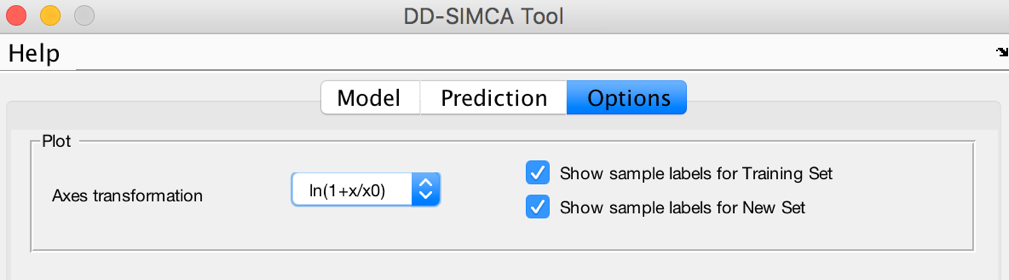 DD-SIMCA Tool
Help
Model Prediction Options
Plot
Axes transformation ln(1+x/x0) Show sample labels for Training Set
Show sample labels for New Set